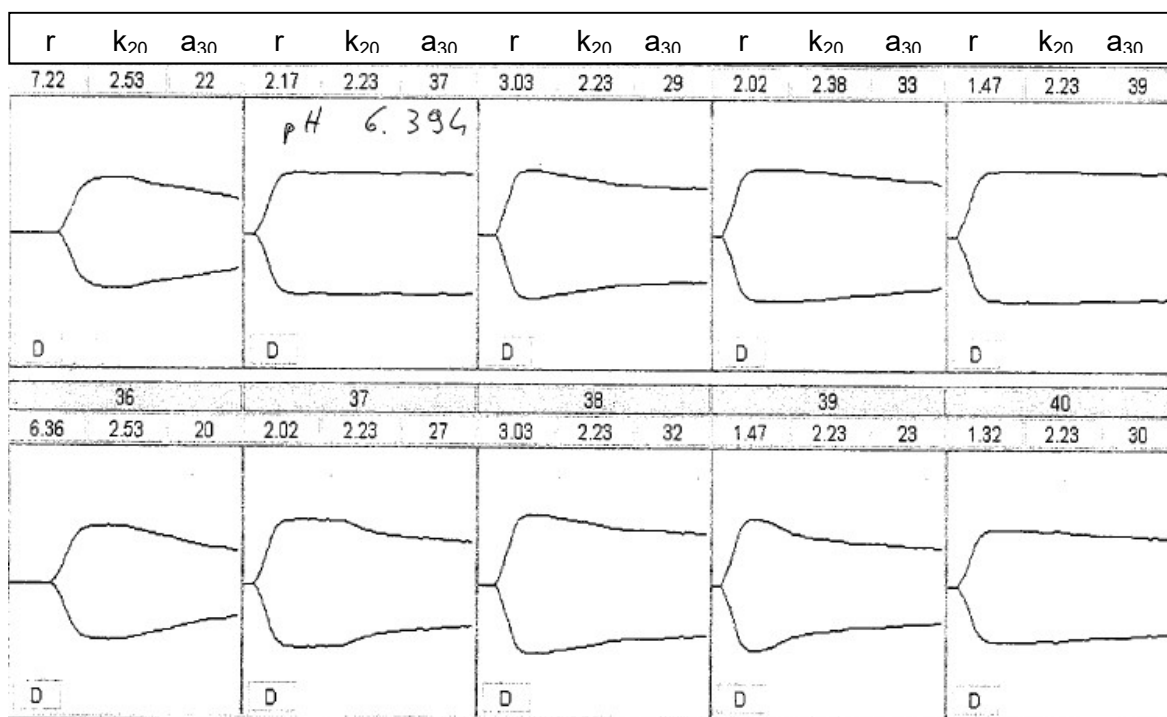 r k₂₀ a₃₀ r k₂₀ a₃₀ r k₂₀ a₃₀ r k₂₀ a₃₀ r k₂₀ a₃₀
7.22 2.53 22 2.17 2.23 37 3.03 2.23 29 2.02 2.38 33 1.47 2.23 39
pH 6.394
D D D D D
36 37 38 39 40
6.36 2.53 20 2.02 2.23 27 3.03 2.23 32 1.47 2.23 23 1.32 2.23 30
D D D D D